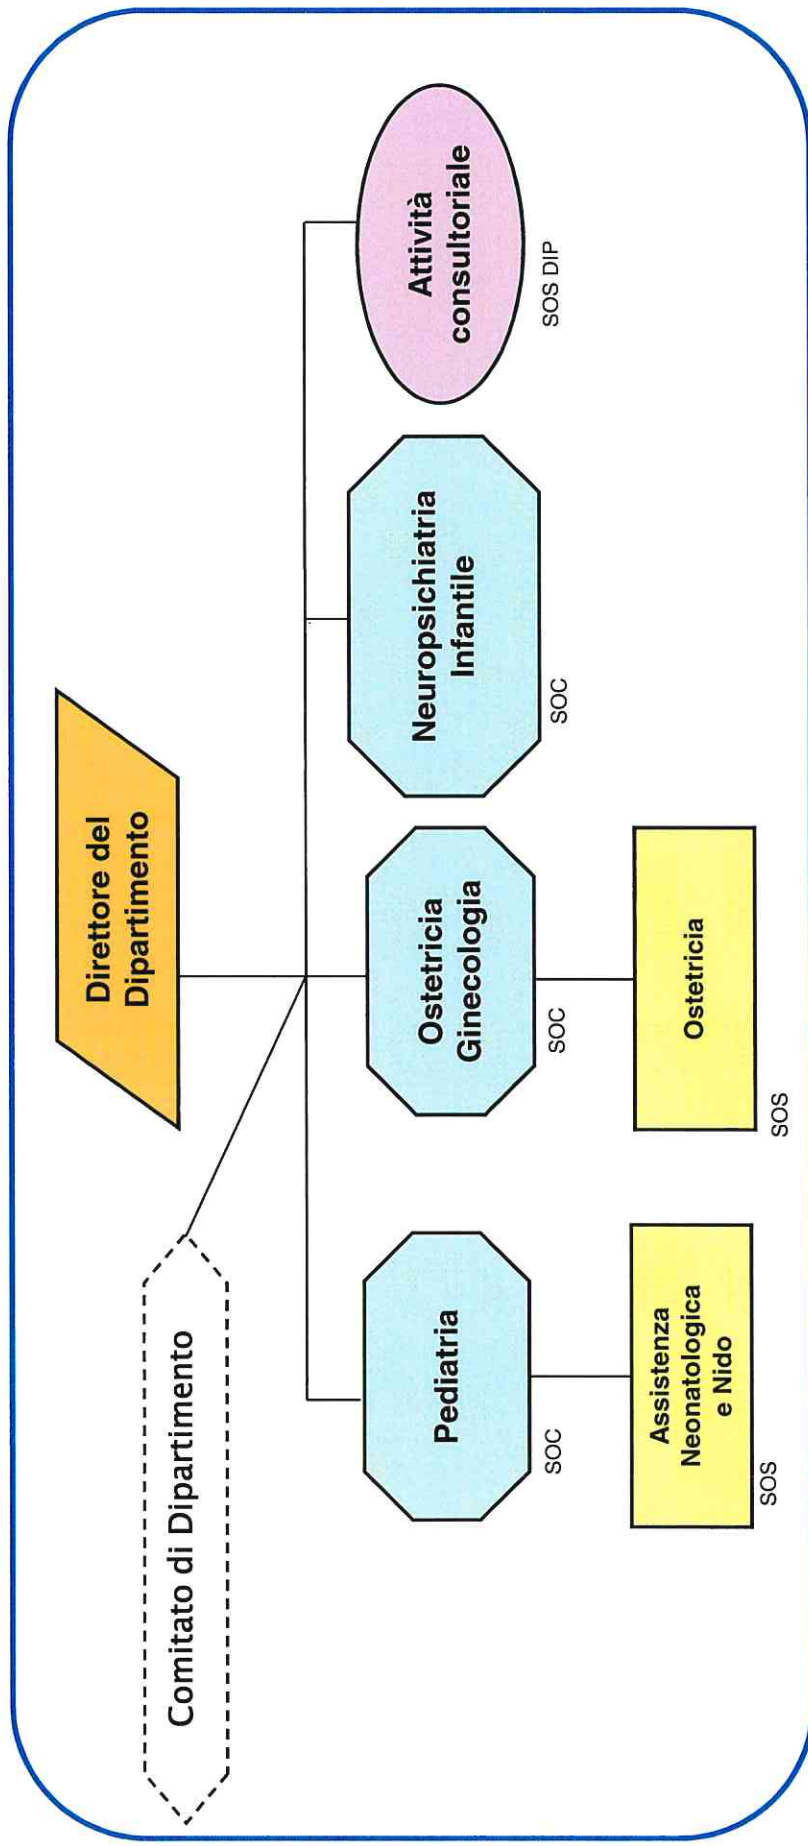 Direttore del
Dipartimento
Comitato di Dipartimento
Pediatria
SOC
Ostetricia
Ginecologia
SOC
Neuropsichiatria
Infantile
SOC
Attività
consultoriale
SOS DIP
Assistenza
Neonatologica
e Nido
SOS
Ostetricia
SOS